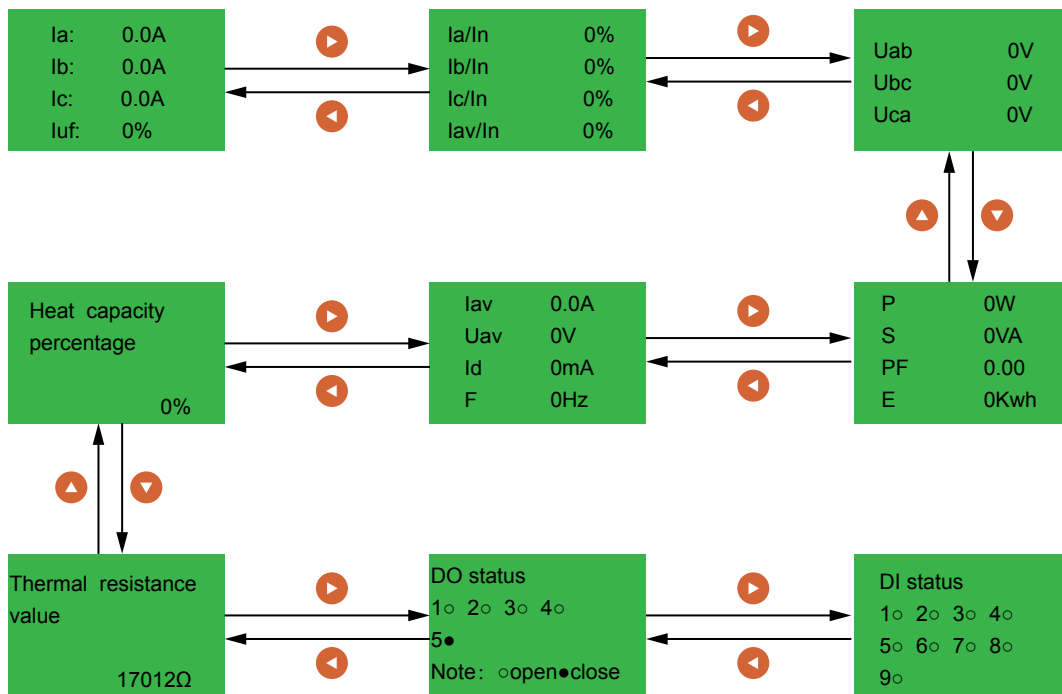 Ia: 0.0A
Ib: 0.0A
Ic: 0.0A
Iuf: 0%
Ia/In 0%
Ib/In 0%
Ic/In 0%
Iav/In 0%
Uab 0V
Ubc 0V
Uca 0V
Heat capacity
percentage
0%
Iav 0.0A
Uav 0V
Id 0mA
F 0Hz
P 0W
S 0VA
PF 0.00
E 0Kwh
Thermal resistance
value
17012Ω
DO status
1○ 2○ 3○ 4○
5●
Note: ○open●close
DI status
1○ 2○ 3○ 4○
5○ 6○ 7○ 8○
9○